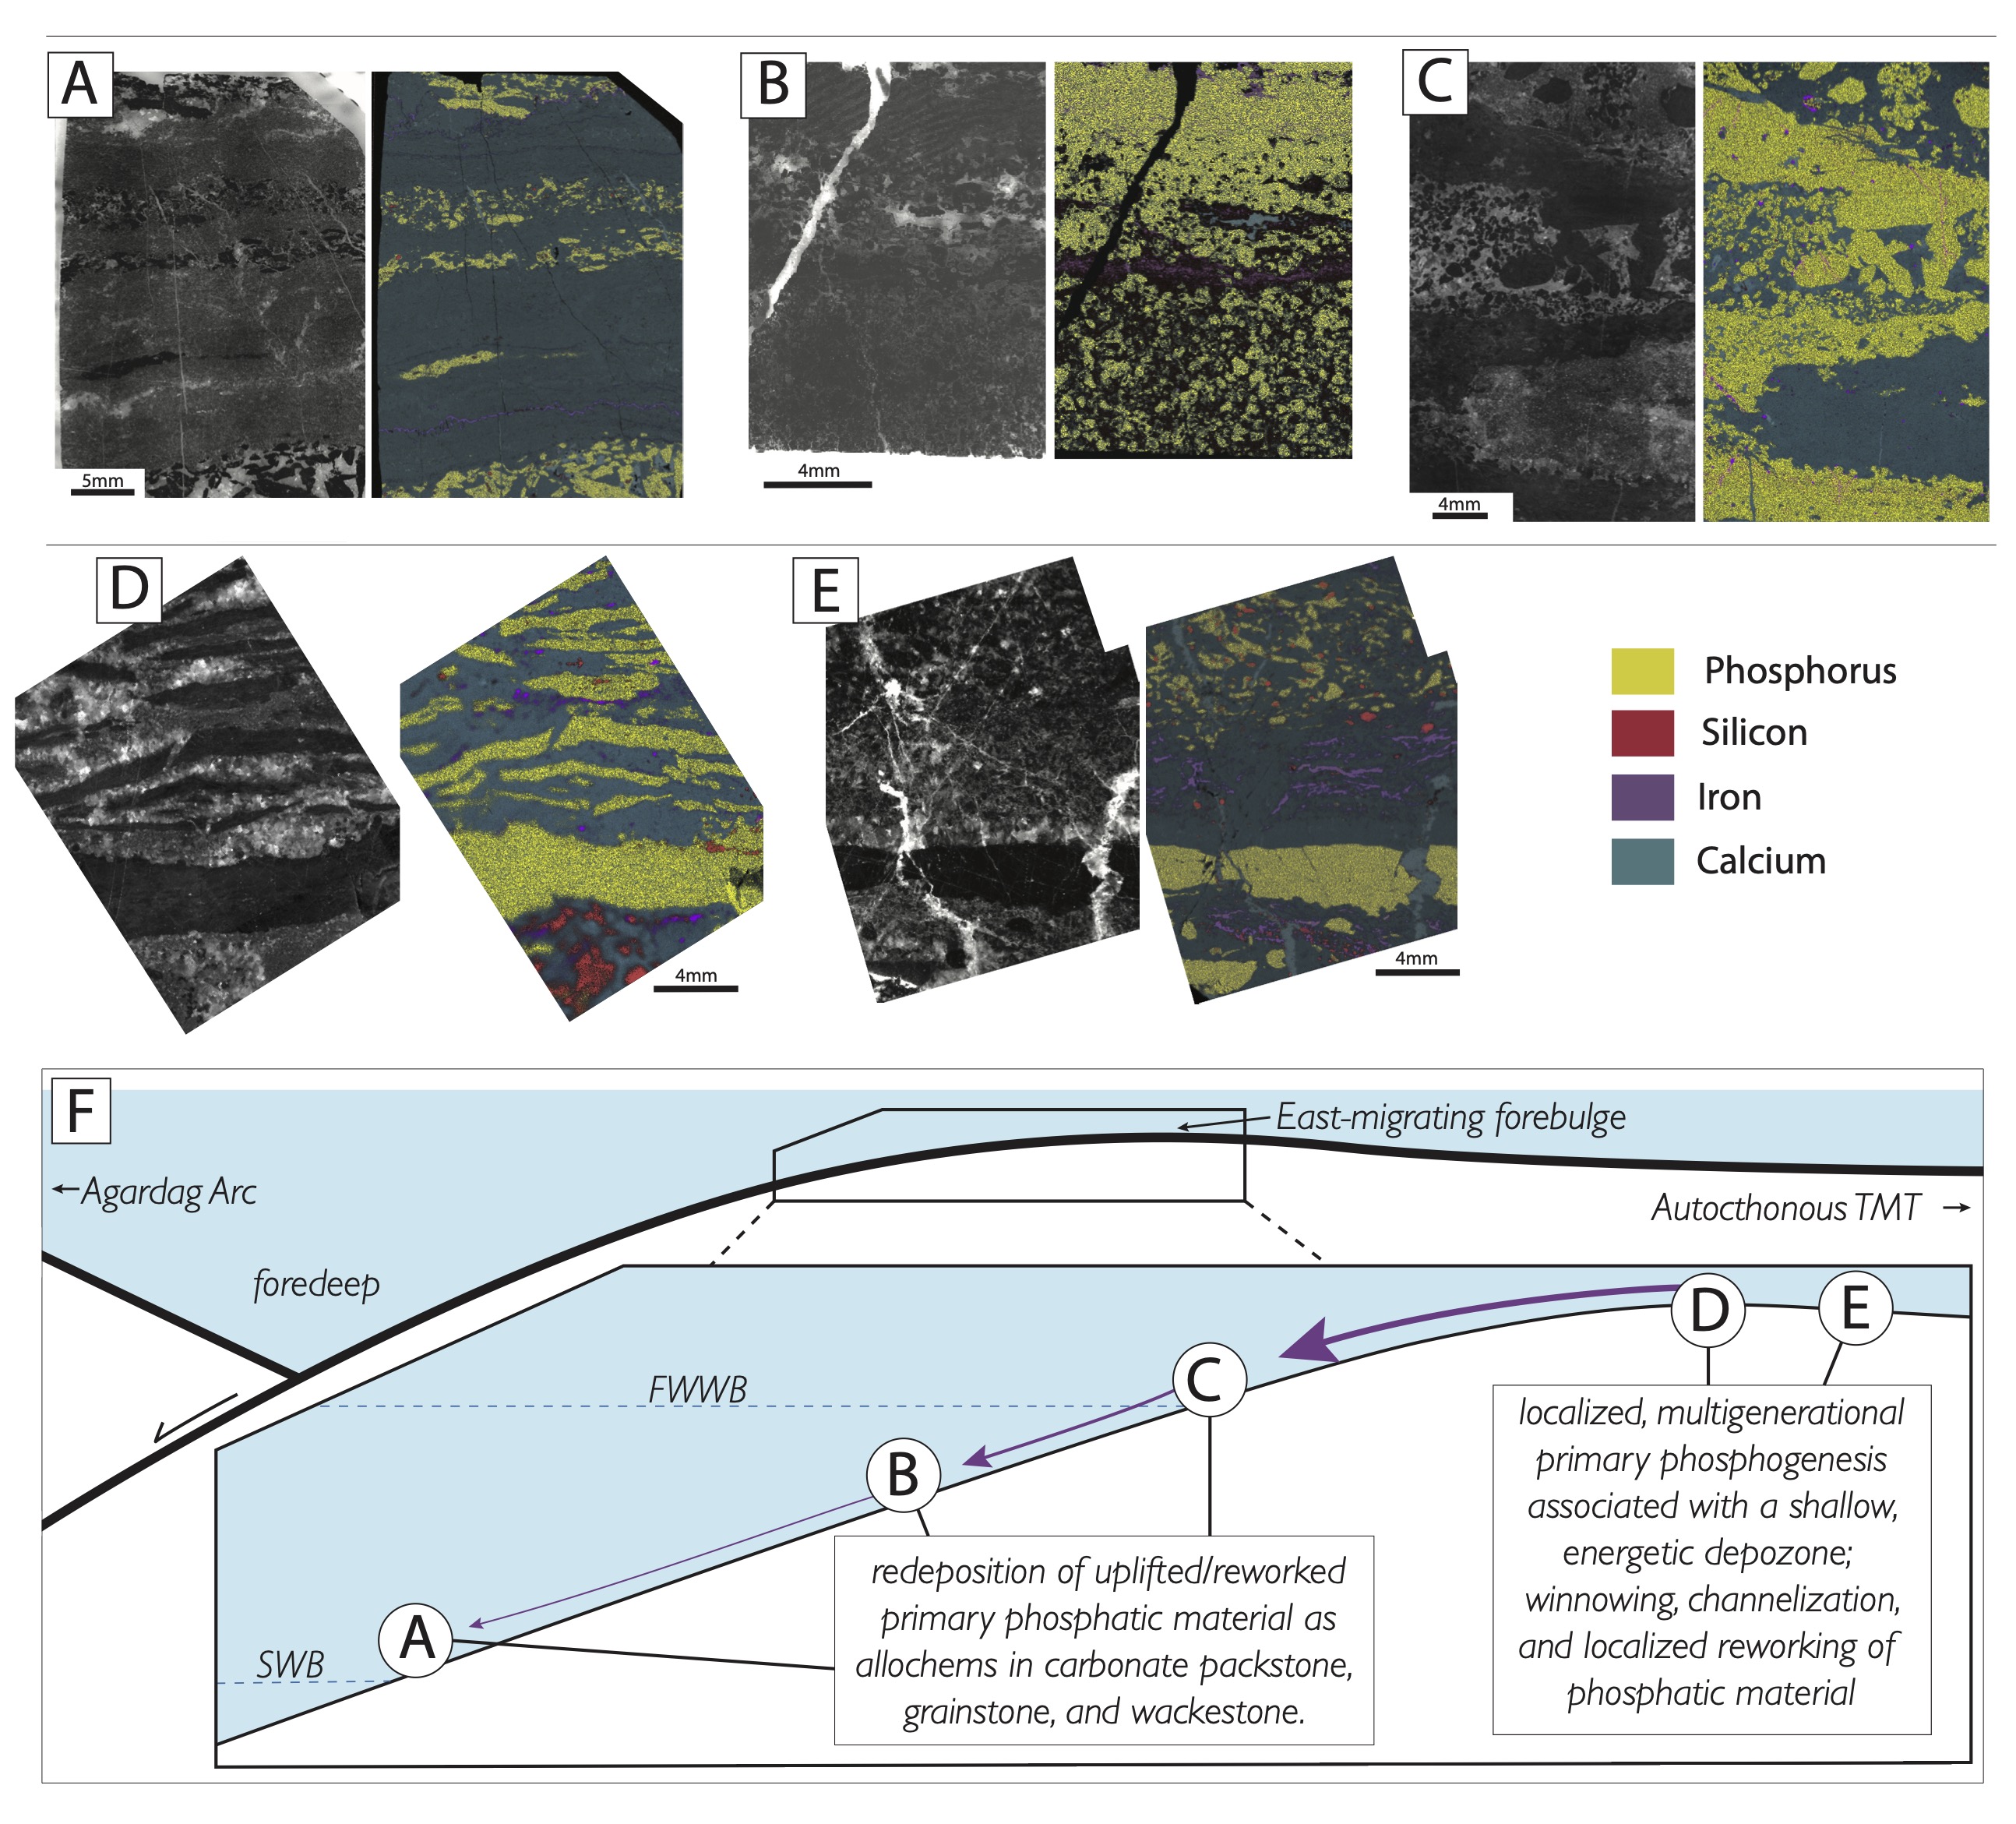 A
B
C
5mm
4mm
4mm
D
E
4mm
4mm
Phosphorus
Silicon
Iron
Calcium
F
East-migrating forebulge
Agardag Arc
Autocthonous TMT
foredeep
FWWB
SWB
A
B
C
D
E
redeposition of uplifted/reworked
primary phosphatic material as
allochems in carbonate packstone,
grainstone, and wackestone.
localized, multigenerational
primary phosphogenesis
associated with a shallow,
energetic depozone;
winnowing, channelization,
and localized reworking of
phosphatic material